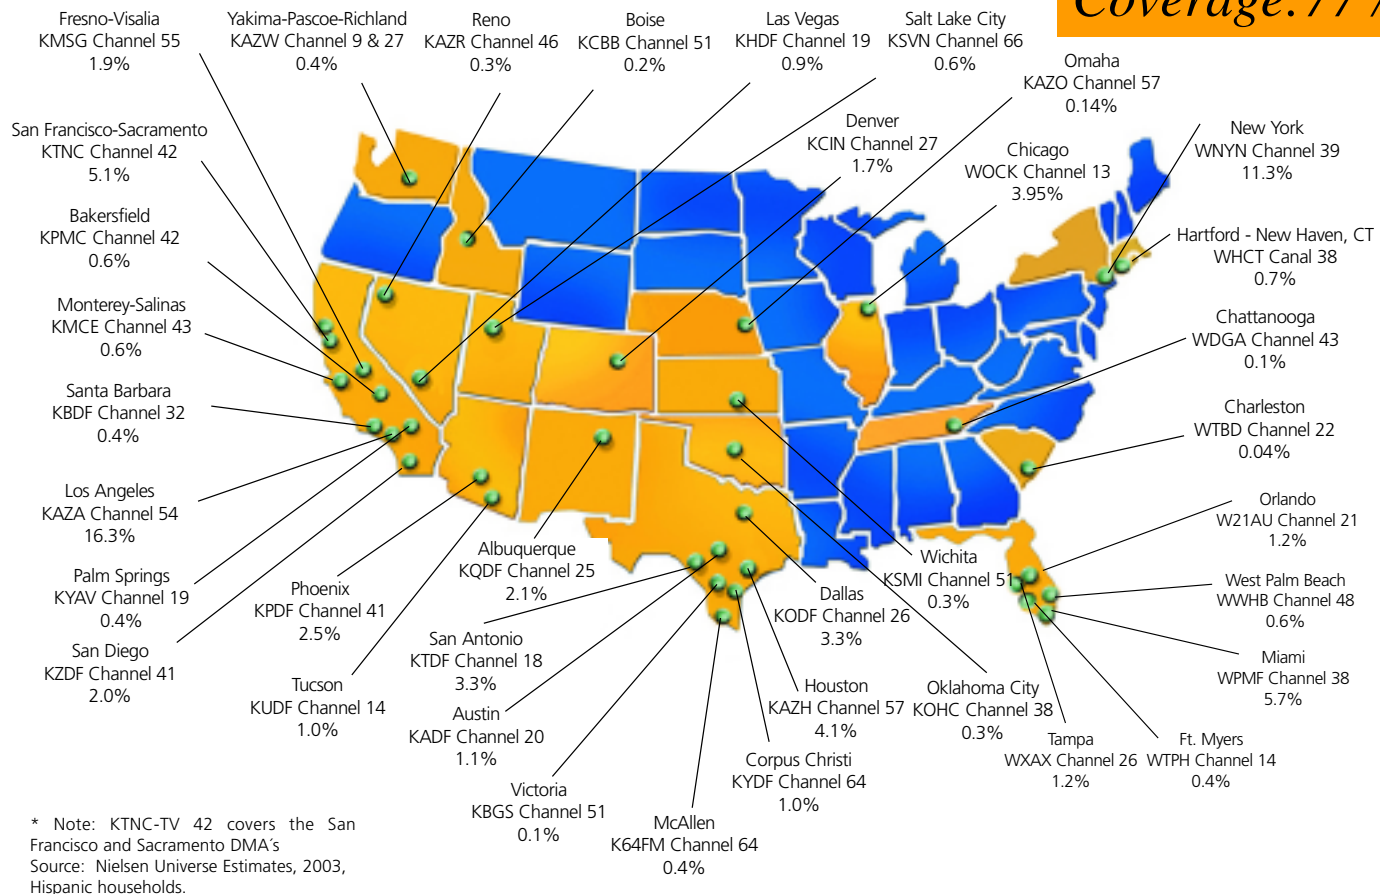 Coverage:77
Fresno-Visalia
KMSG Channel 55
1.9%
Yakima-Pascoe-Richland
KAZW Channel 9 & 27
0.4%
Reno
KAZR Channel 46
0.3%
Boise
KCBB Channel 51
0.2%
Las Vegas
KHDF Channel 19
0.9%
Salt Lake City
KSVN Channel 66
0.6%
Omaha
KAZO Channel 57
0.14%
San Francisco-Sacramento
KTNC Channel 42
5.1%
Denver
KCIN Channel 27
1.7%
Chicago
WOCK Channel 13
3.95%
New York
WNYN Channel 39
11.3%
Bakersfield
KPMC Channel 42
0.6%
Hartford - New Haven, CT
WHCT Canal 38
0.7%
Monterey-Salinas
KMCE Channel 43
0.6%
Chattanooga
WDGA Channel 43
0.1%
Santa Barbara
KBDF Channel 32
0.4%
Charleston
WTBD Channel 22
0.04%
Los Angeles
KAZA Channel 54
16.3%
Orlando
W21AU Channel 21
1.2%
Palm Springs
KYAV Channel 19
0.4%
Phoenix
KPDF Channel 41
2.5%
Albuquerque
KQDF Channel 25
2.1%
Dallas
KODF Channel 26
3.3%
Wichita
KSMI Channel 51
0.3%
West Palm Beach
WWHB Channel 48
0.6%
San Diego
KZDF Channel 41
2.0%
San Antonio
KTDF Channel 18
3.3%
Miami
WPMF Channel 38
5.7%
Tucson
KUDF Channel 14
1.0%
Austin
KADF Channel 20
1.1%
Houston
KAZH Channel 57
4.1%
Oklahoma City
KOHC Channel 38
0.3%
Tampa
WXAX Channel 26
1.2%
Ft. Myers
WTPH Channel 14
0.4%
Victoria
KBGS Channel 51
0.1%
Corpus Christi
KYDF Channel 64
1.0%
McAllen
K64FM Channel 64
0.4%
* Note: KTNC-TV 42 covers the San
Francisco and Sacramento DMA´s
Source: Nielsen Universe Estimates, 2003,
Hispanic households.